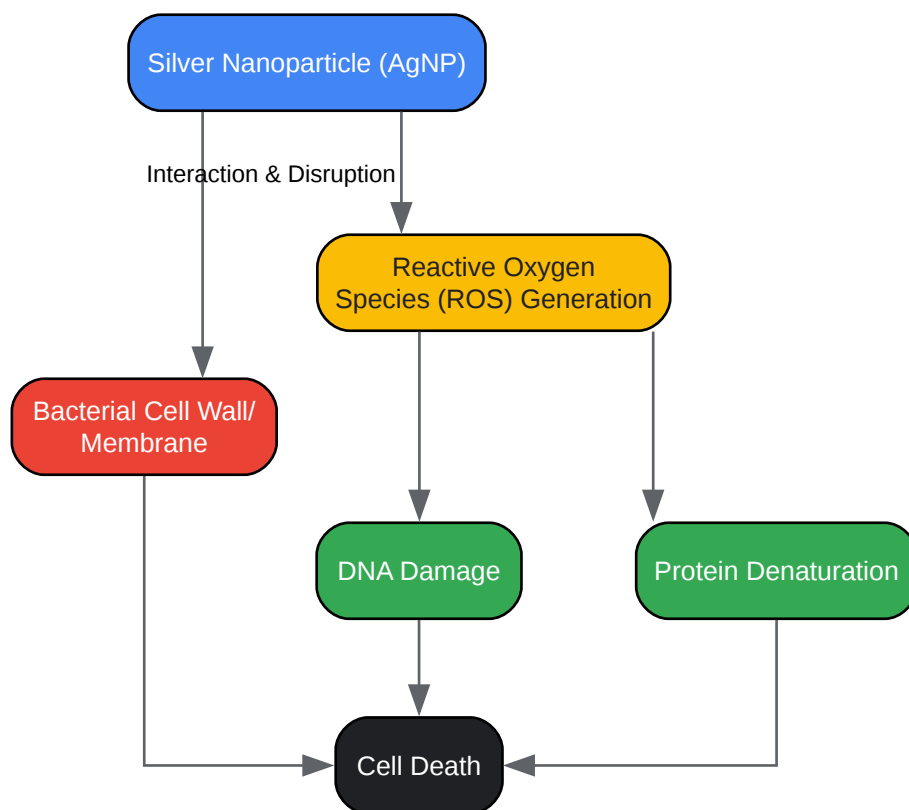 Silver Nanoparticle (AgNP)
Interaction & Disruption
Reactive Oxygen
Species (ROS) Generation
Bacterial Cell Wall/
Membrane
DNA Damage
Protein Denaturation
Cell Death